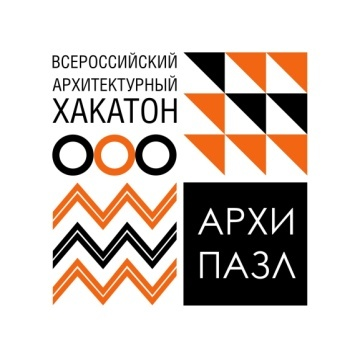 ВСЕРОССИЙСКИЙ
АРХИТЕКТУРНЫЙ
ХАКАТОН
АРХИ
ПАЗЛ